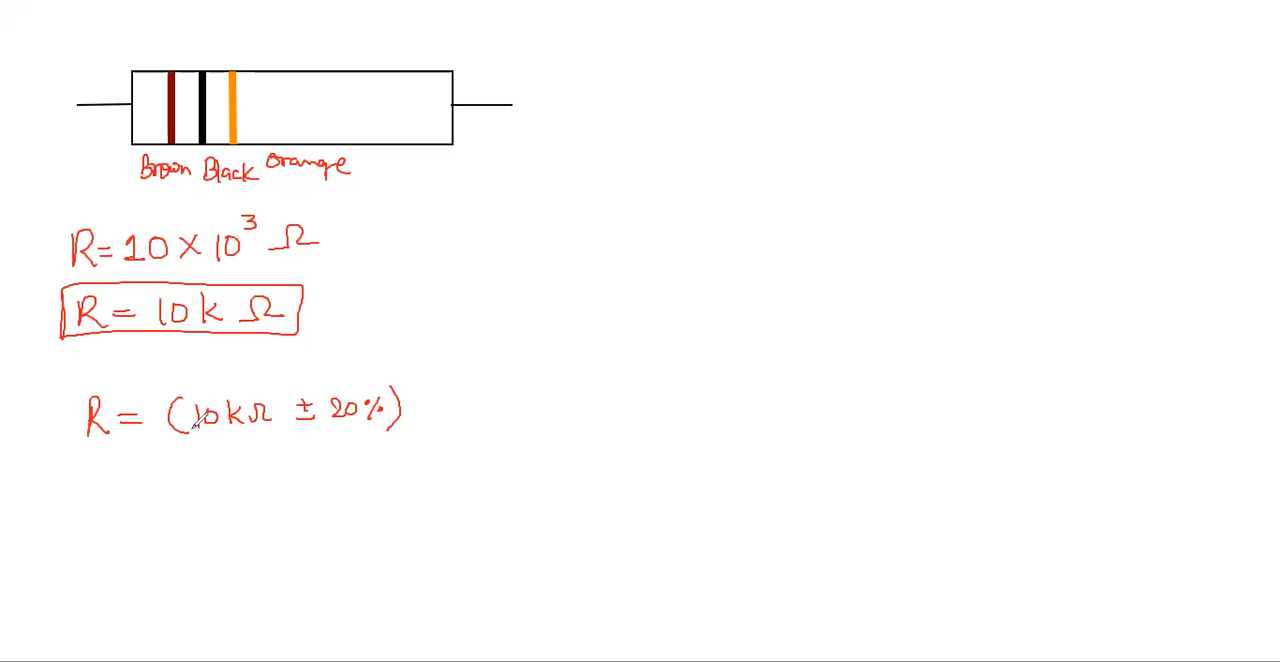 Brown Black Orange
R = 10 × 10³ Ω
R = 10k Ω
R = (10kΩ ± 20%)